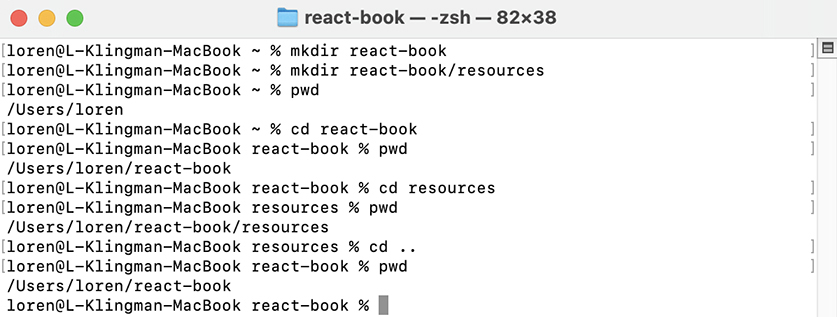 react-book — -zsh — 82×38
[loren@L-Klingman-MacBook ~ % mkdir react-book ]
[loren@L-Klingman-MacBook ~ % mkdir react-book/resources ]
[loren@L-Klingman-MacBook ~ % pwd ]
/Users/loren
[loren@L-Klingman-MacBook ~ % cd react-book ]
[loren@L-Klingman-MacBook react-book % pwd ]
/Users/loren/react-book
[loren@L-Klingman-MacBook react-book % cd resources ]
[loren@L-Klingman-MacBook resources % pwd ]
/Users/loren/react-book/resources
[loren@L-Klingman-MacBook resources % cd .. ]
[loren@L-Klingman-MacBook react-book % pwd ]
/Users/loren/react-book
loren@L-Klingman-MacBook react-book %